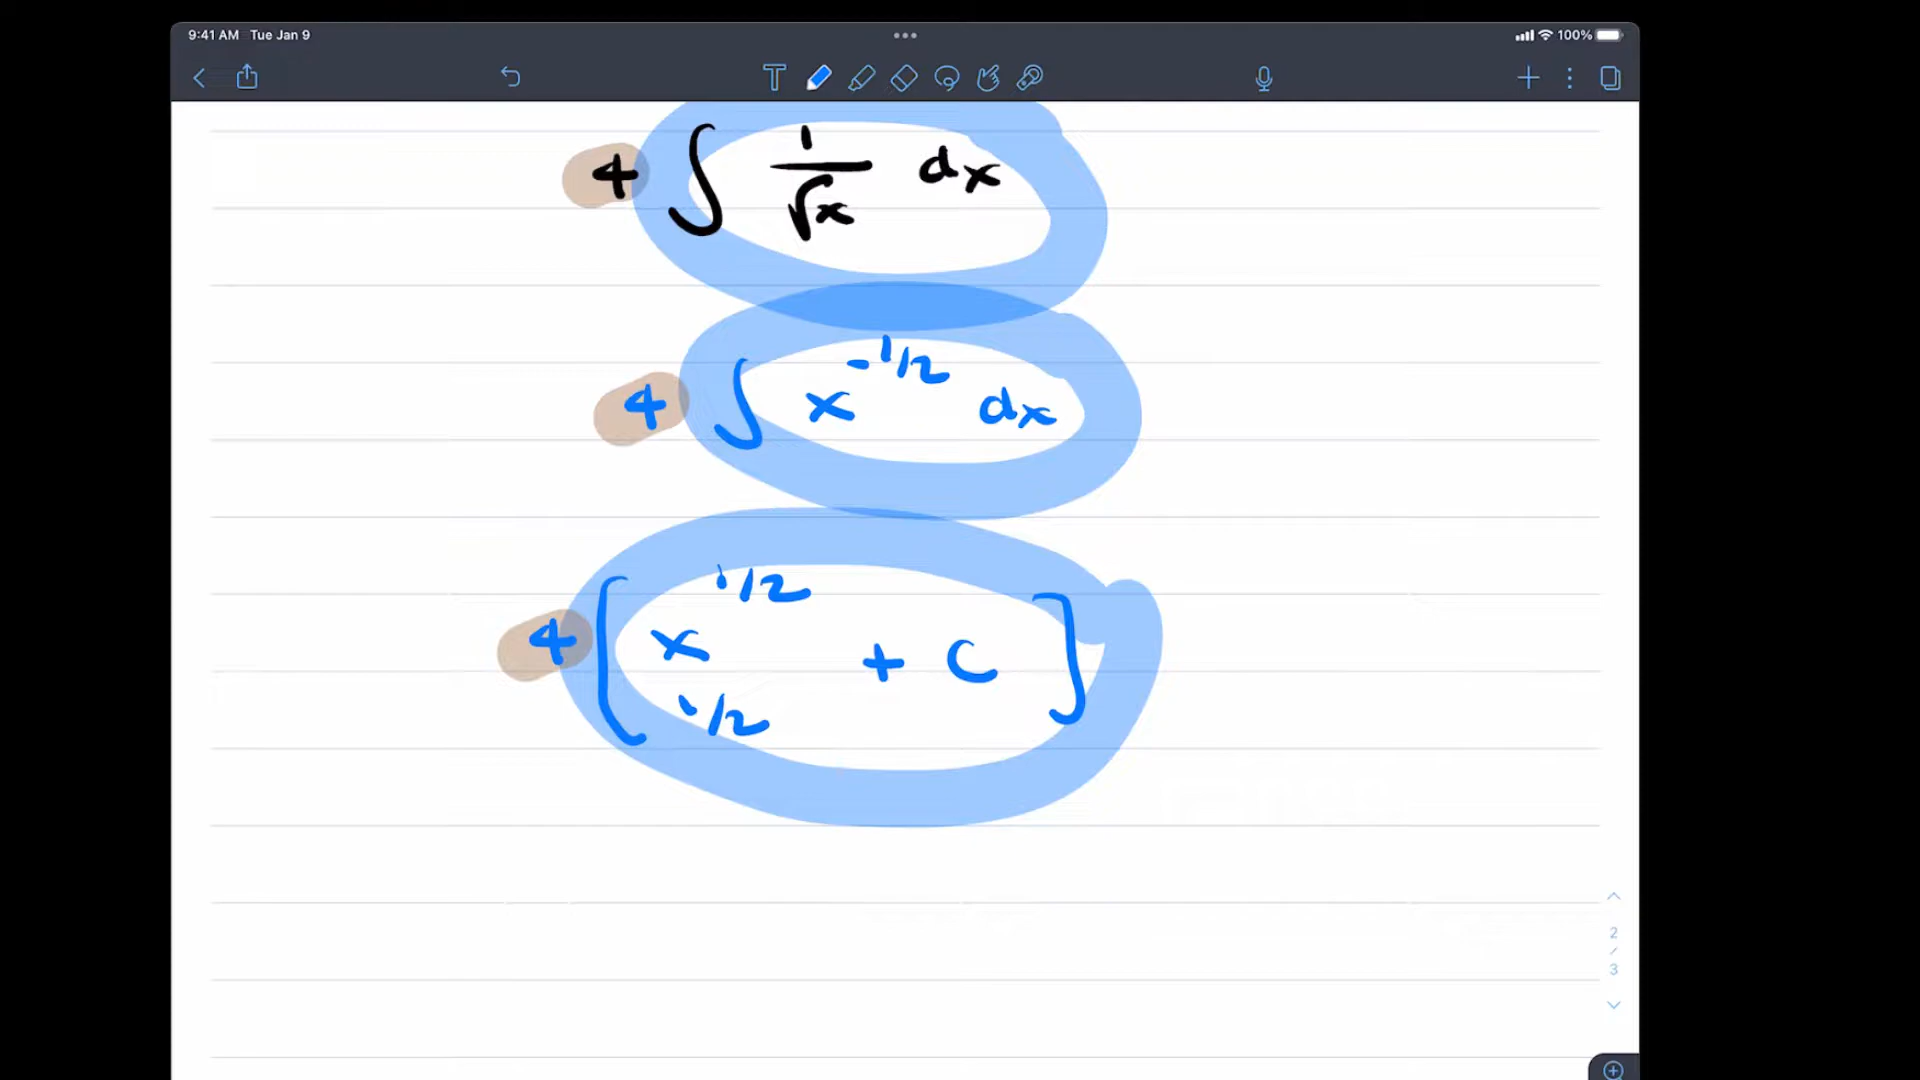 9:41 AM Tue Jan 9
100%
4 ∫ 1/√x dx
4 ∫ x^-1/2 dx
4 [ x^1/2 / 1/2 + C ]
2
/
3